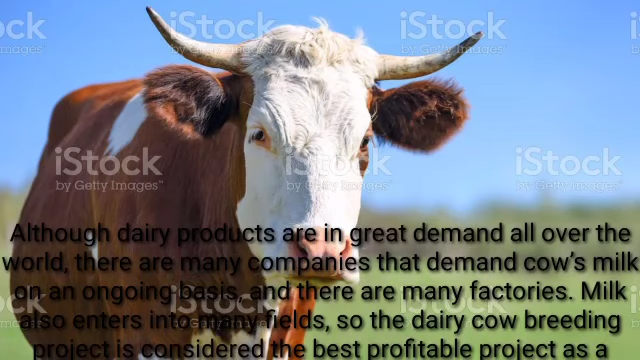 Although dairy products are in great demand all over the
world, there are many companies that demand cow's milk
on an ongoing basis, and there are many factories. Milk
also enters into many fields, so the dairy cow breeding
project is considered the best profitable project as a
iStock
by Getty Images™